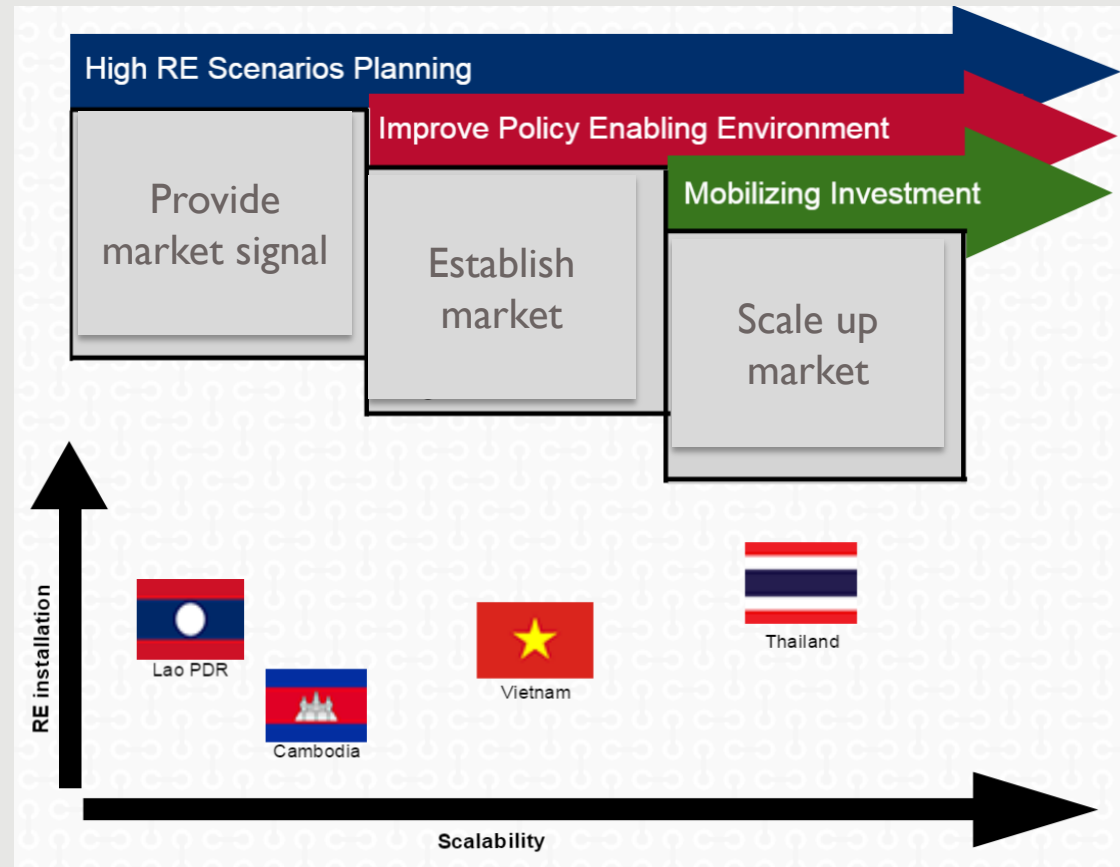 High RE Scenarios Planning
Improve Policy Enabling Environment
Mobilizing Investment
Provide
market signal
Establish
market
Scale up
market
RE installation
Lao PDR
Cambodia
Vietnam
Thailand
Scalability